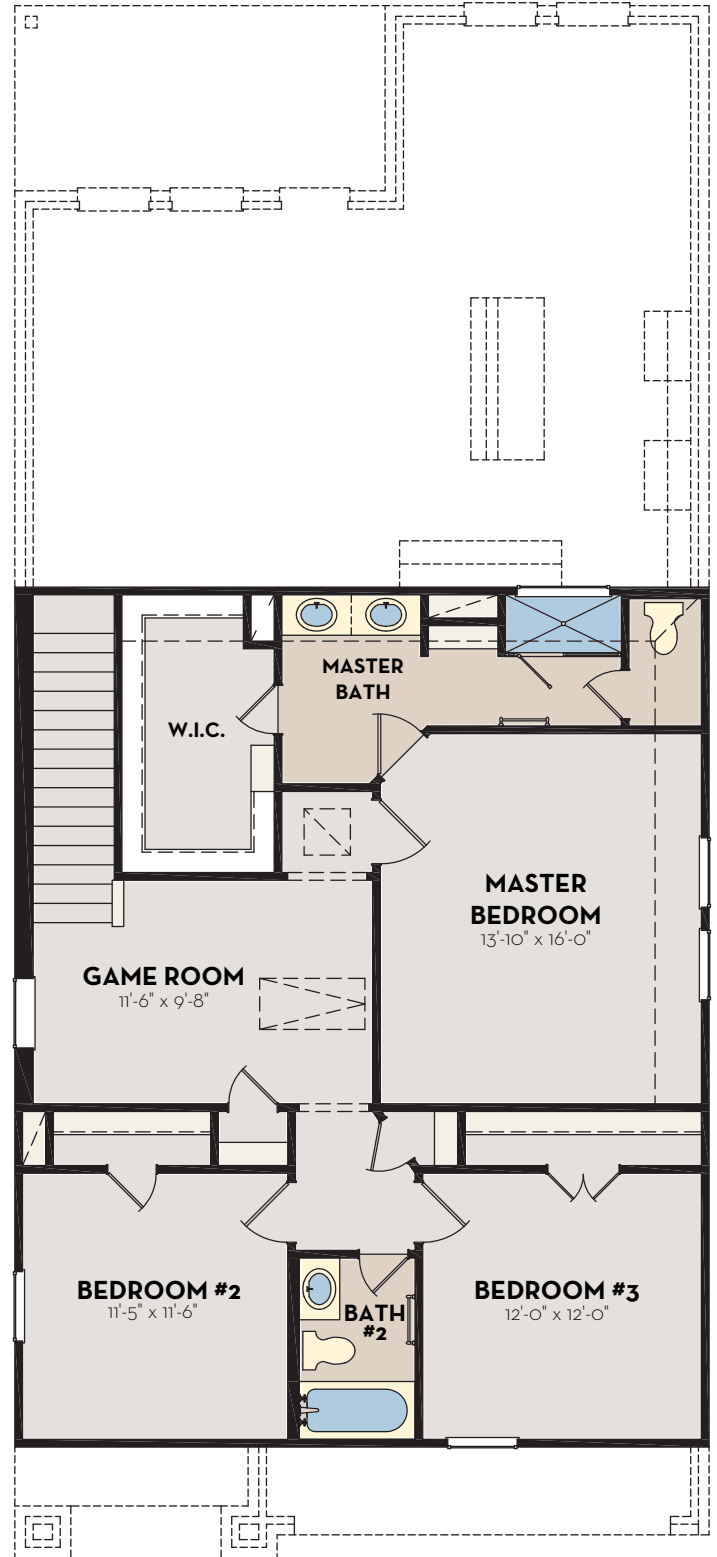 MASTER
BATH
W.I.C.
MASTER
BEDROOM
13'-10" x 16'-0"
GAME ROOM
11'-6" x 9'-8"
BEDROOM #2
11'-5" x 11'-6"
BATH
#2
BEDROOM #3
12'-0" x 12'-0"